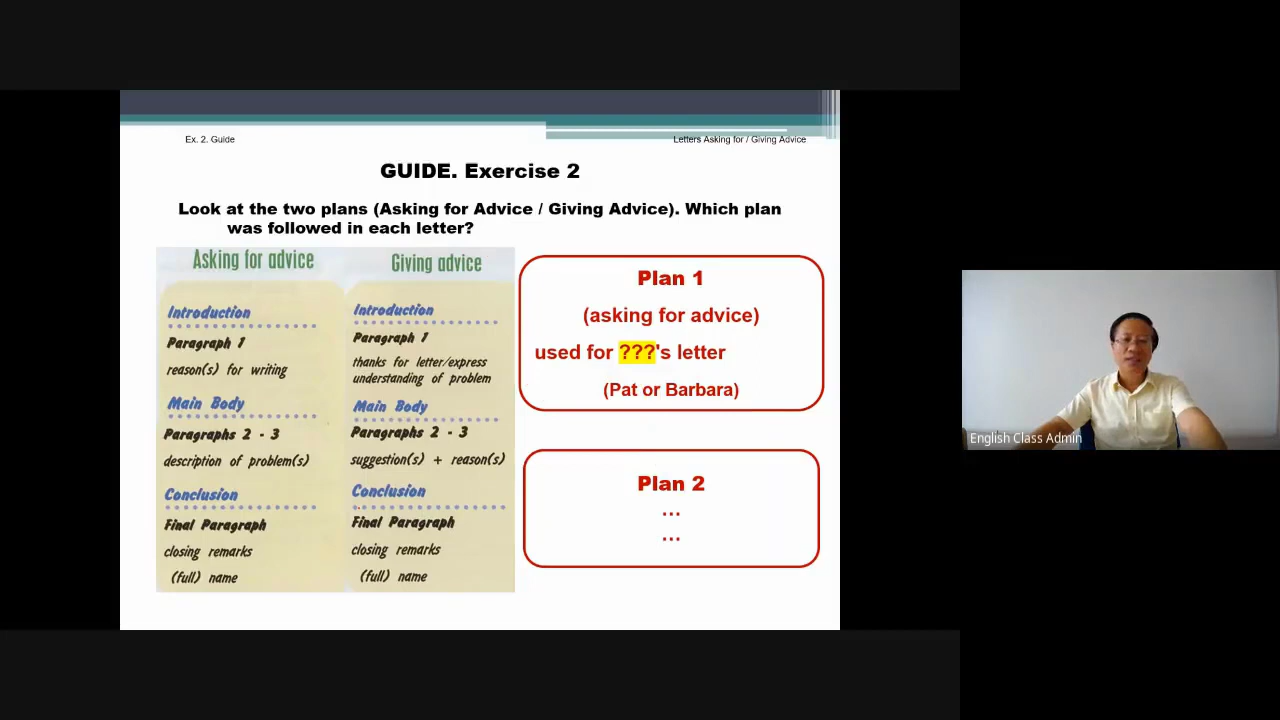 Ex. 2. Guide
Letters Asking for / Giving Advice
GUIDE. Exercise 2
Look at the two plans (Asking for Advice / Giving Advice). Which plan
was followed in each letter?
Asking for advice
Introduction
Paragraph 1
reason(s) for writing
Main Body
Paragraphs 2 - 3
description of problem(s)
Conclusion
Final Paragraph
closing remarks
(full) name
Giving advice
Introduction
Paragraph 1
thanks for letter/express
understanding of problem
Main Body
Paragraphs 2 - 3
suggestion(s) + reason(s)
Conclusion
Final Paragraph
closing remarks
(full) name
Plan 1
(asking for advice)
used for ???'s letter
(Pat or Barbara)
Plan 2
...
...
English Class Admin